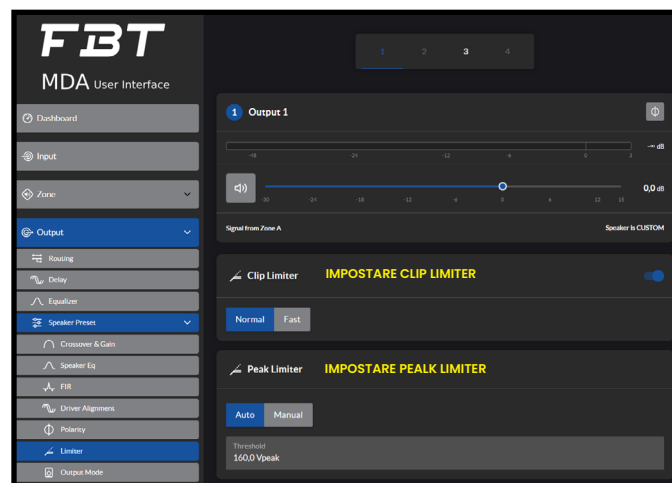 FBT
MDA User Interface
Dashboard
Input
Zone
Output
Routing
Delay
Equalizer
Speaker Preset
Crossover & Gain
Speaker Eq
FIR
Driver Alignmens
Polarity
Limiter
Output Mode
1 2 3 4
1 Output 1
-48 -24 -12 -6 0 3
-∞ dB
-30 -24 -18 -12 -6 0 6 12 15
0,0 dB
Signal from Zone A Speaker is CUSTOM
Clip Limiter IMPOSTARE CLIP LIMITER
Normal Fast
Peak Limiter IMPOSTARE PEALK LIMITER
Auto Manual
Threshold
160,0 Vpeak